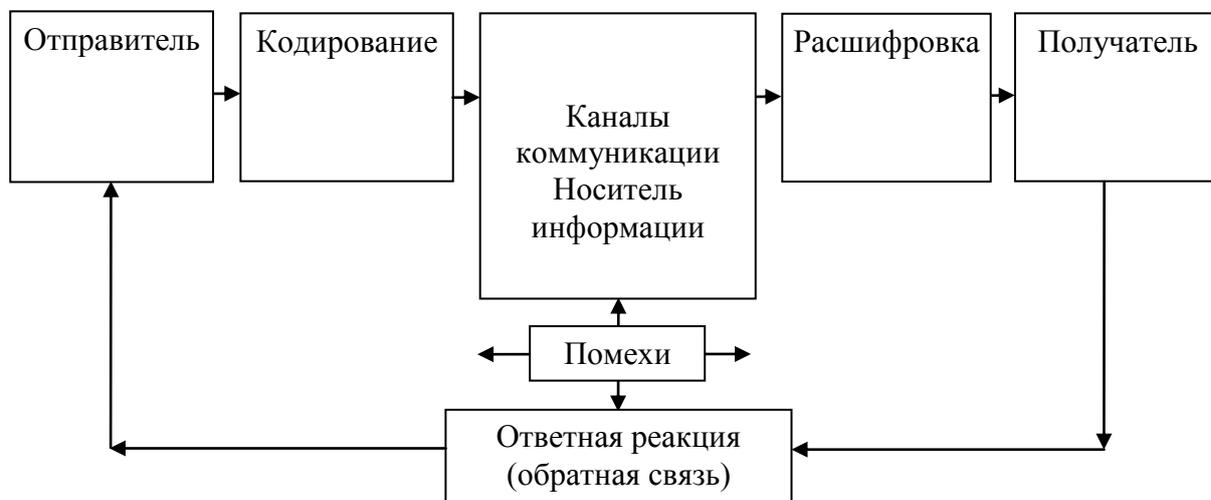 Отправитель
Кодирование
Каналы
коммуникации
Носитель
информации
Расшифровка
Получатель
Помехи
Ответная реакция
(обратная связь)